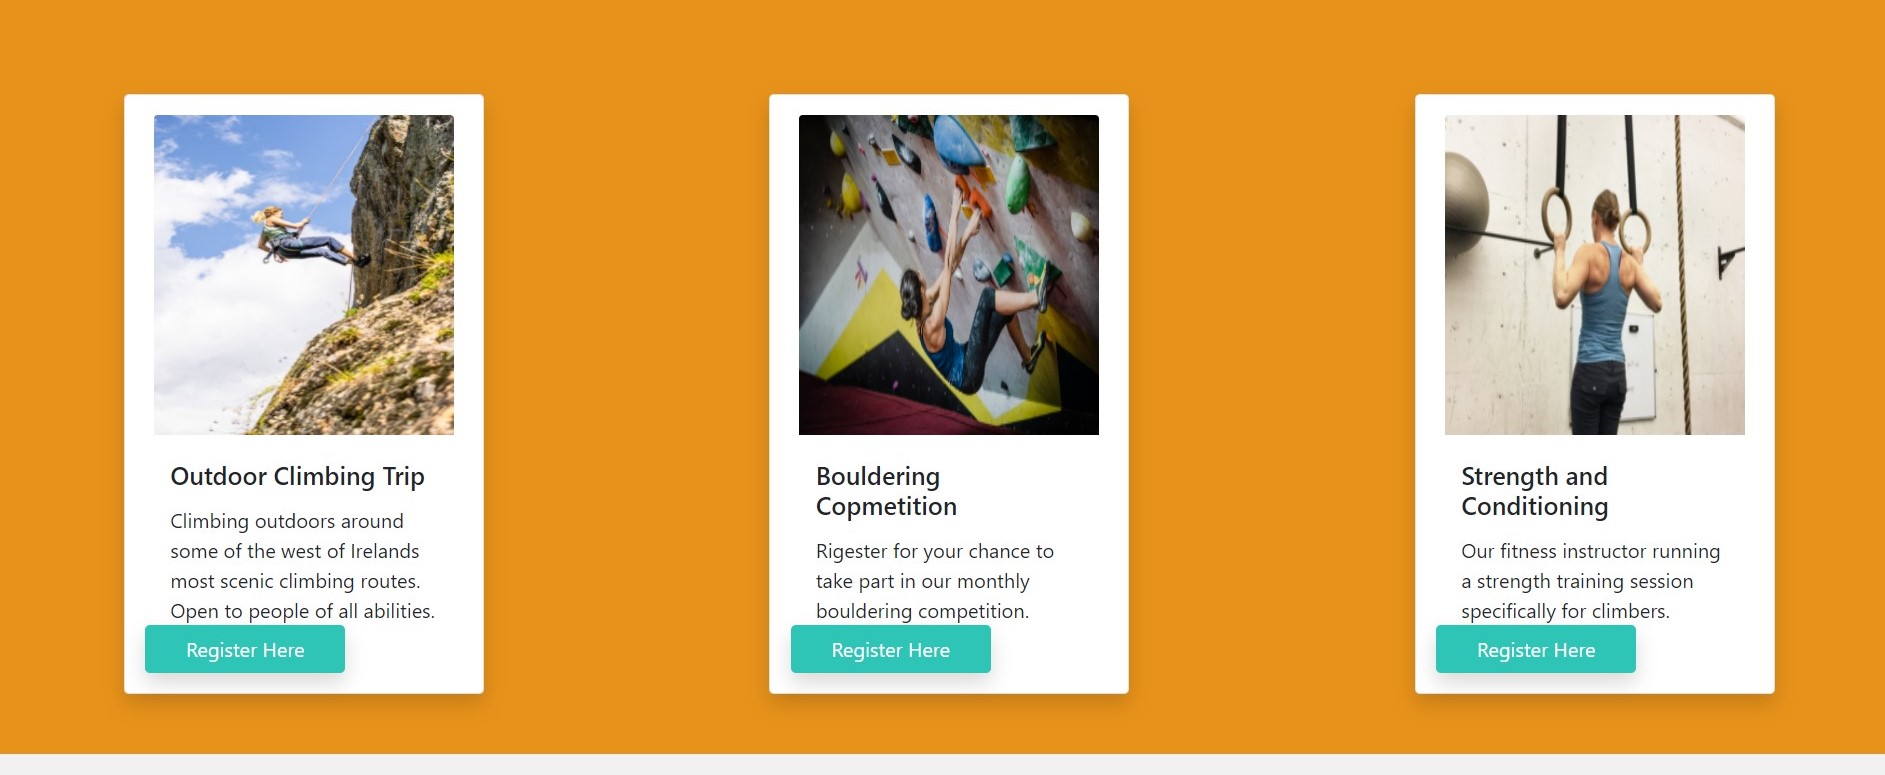 Outdoor Climbing Trip
Climbing outdoors around
some of the west of Irelands
most scenic climbing routes.
Open to people of all abilities.
Register Here
Bouldering
Copmetition
Rigester for your chance to
take part in our monthly
bouldering competition.
Register Here
Strength and
Conditioning
Our fitness instructor running
a strength training session
specifically for climbers.
Register Here